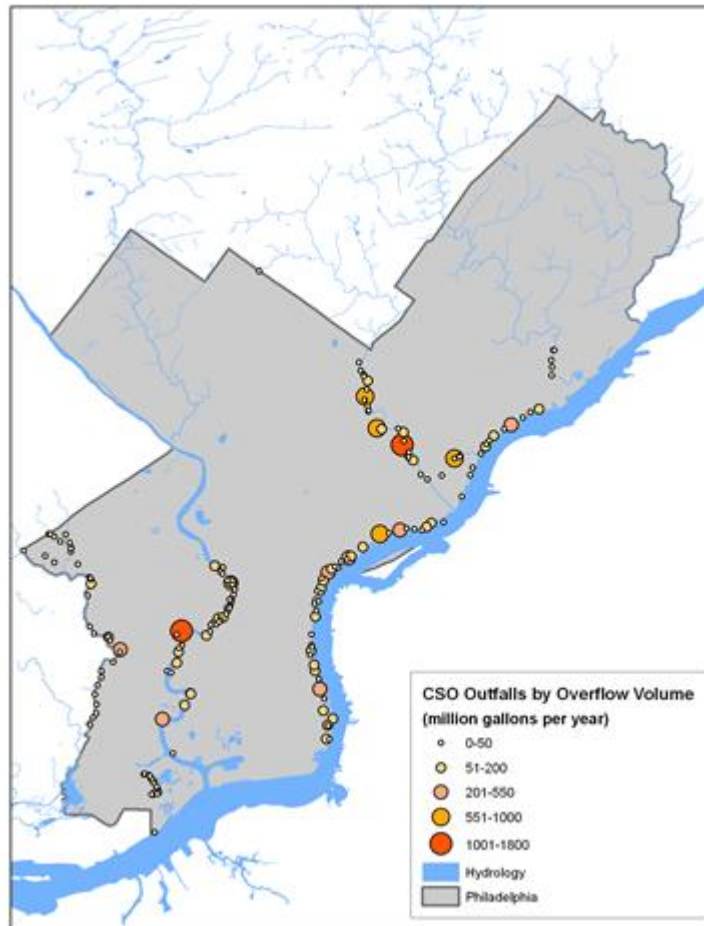 CSO Outfalls by Overflow Volume
(million gallons per year)
0-50
51-200
201-550
551-1000
1001-1800
Hydrology
Philadelphia